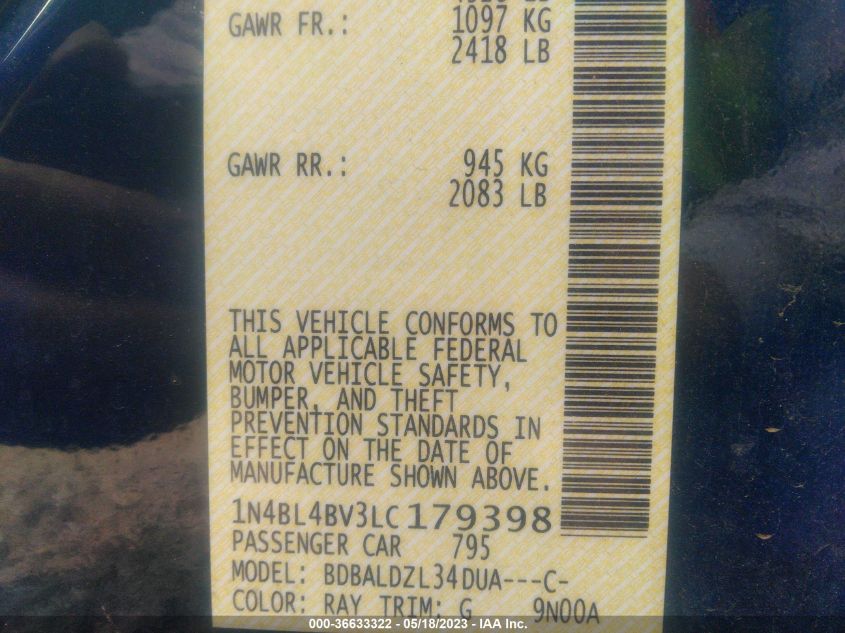 GAWR FR.: 1097 KG
2418 LB
GAWR RR.: 945 KG
2083 LB
THIS VEHICLE CONFORMS TO
ALL APPLICABLE FEDERAL
MOTOR VEHICLE SAFETY,
BUMPER, AND THEFT
PREVENTION STANDARDS IN
EFFECT ON THE DATE OF
MANUFACTURE SHOWN ABOVE.
1N4BL4BV3LC179398
PASSENGER CAR 795
MODEL: BDBALDZL34DUA---C-
COLOR: RAY TRIM: G 9N00A
000-36633322 - 05/18/2023 - IAA Inc.